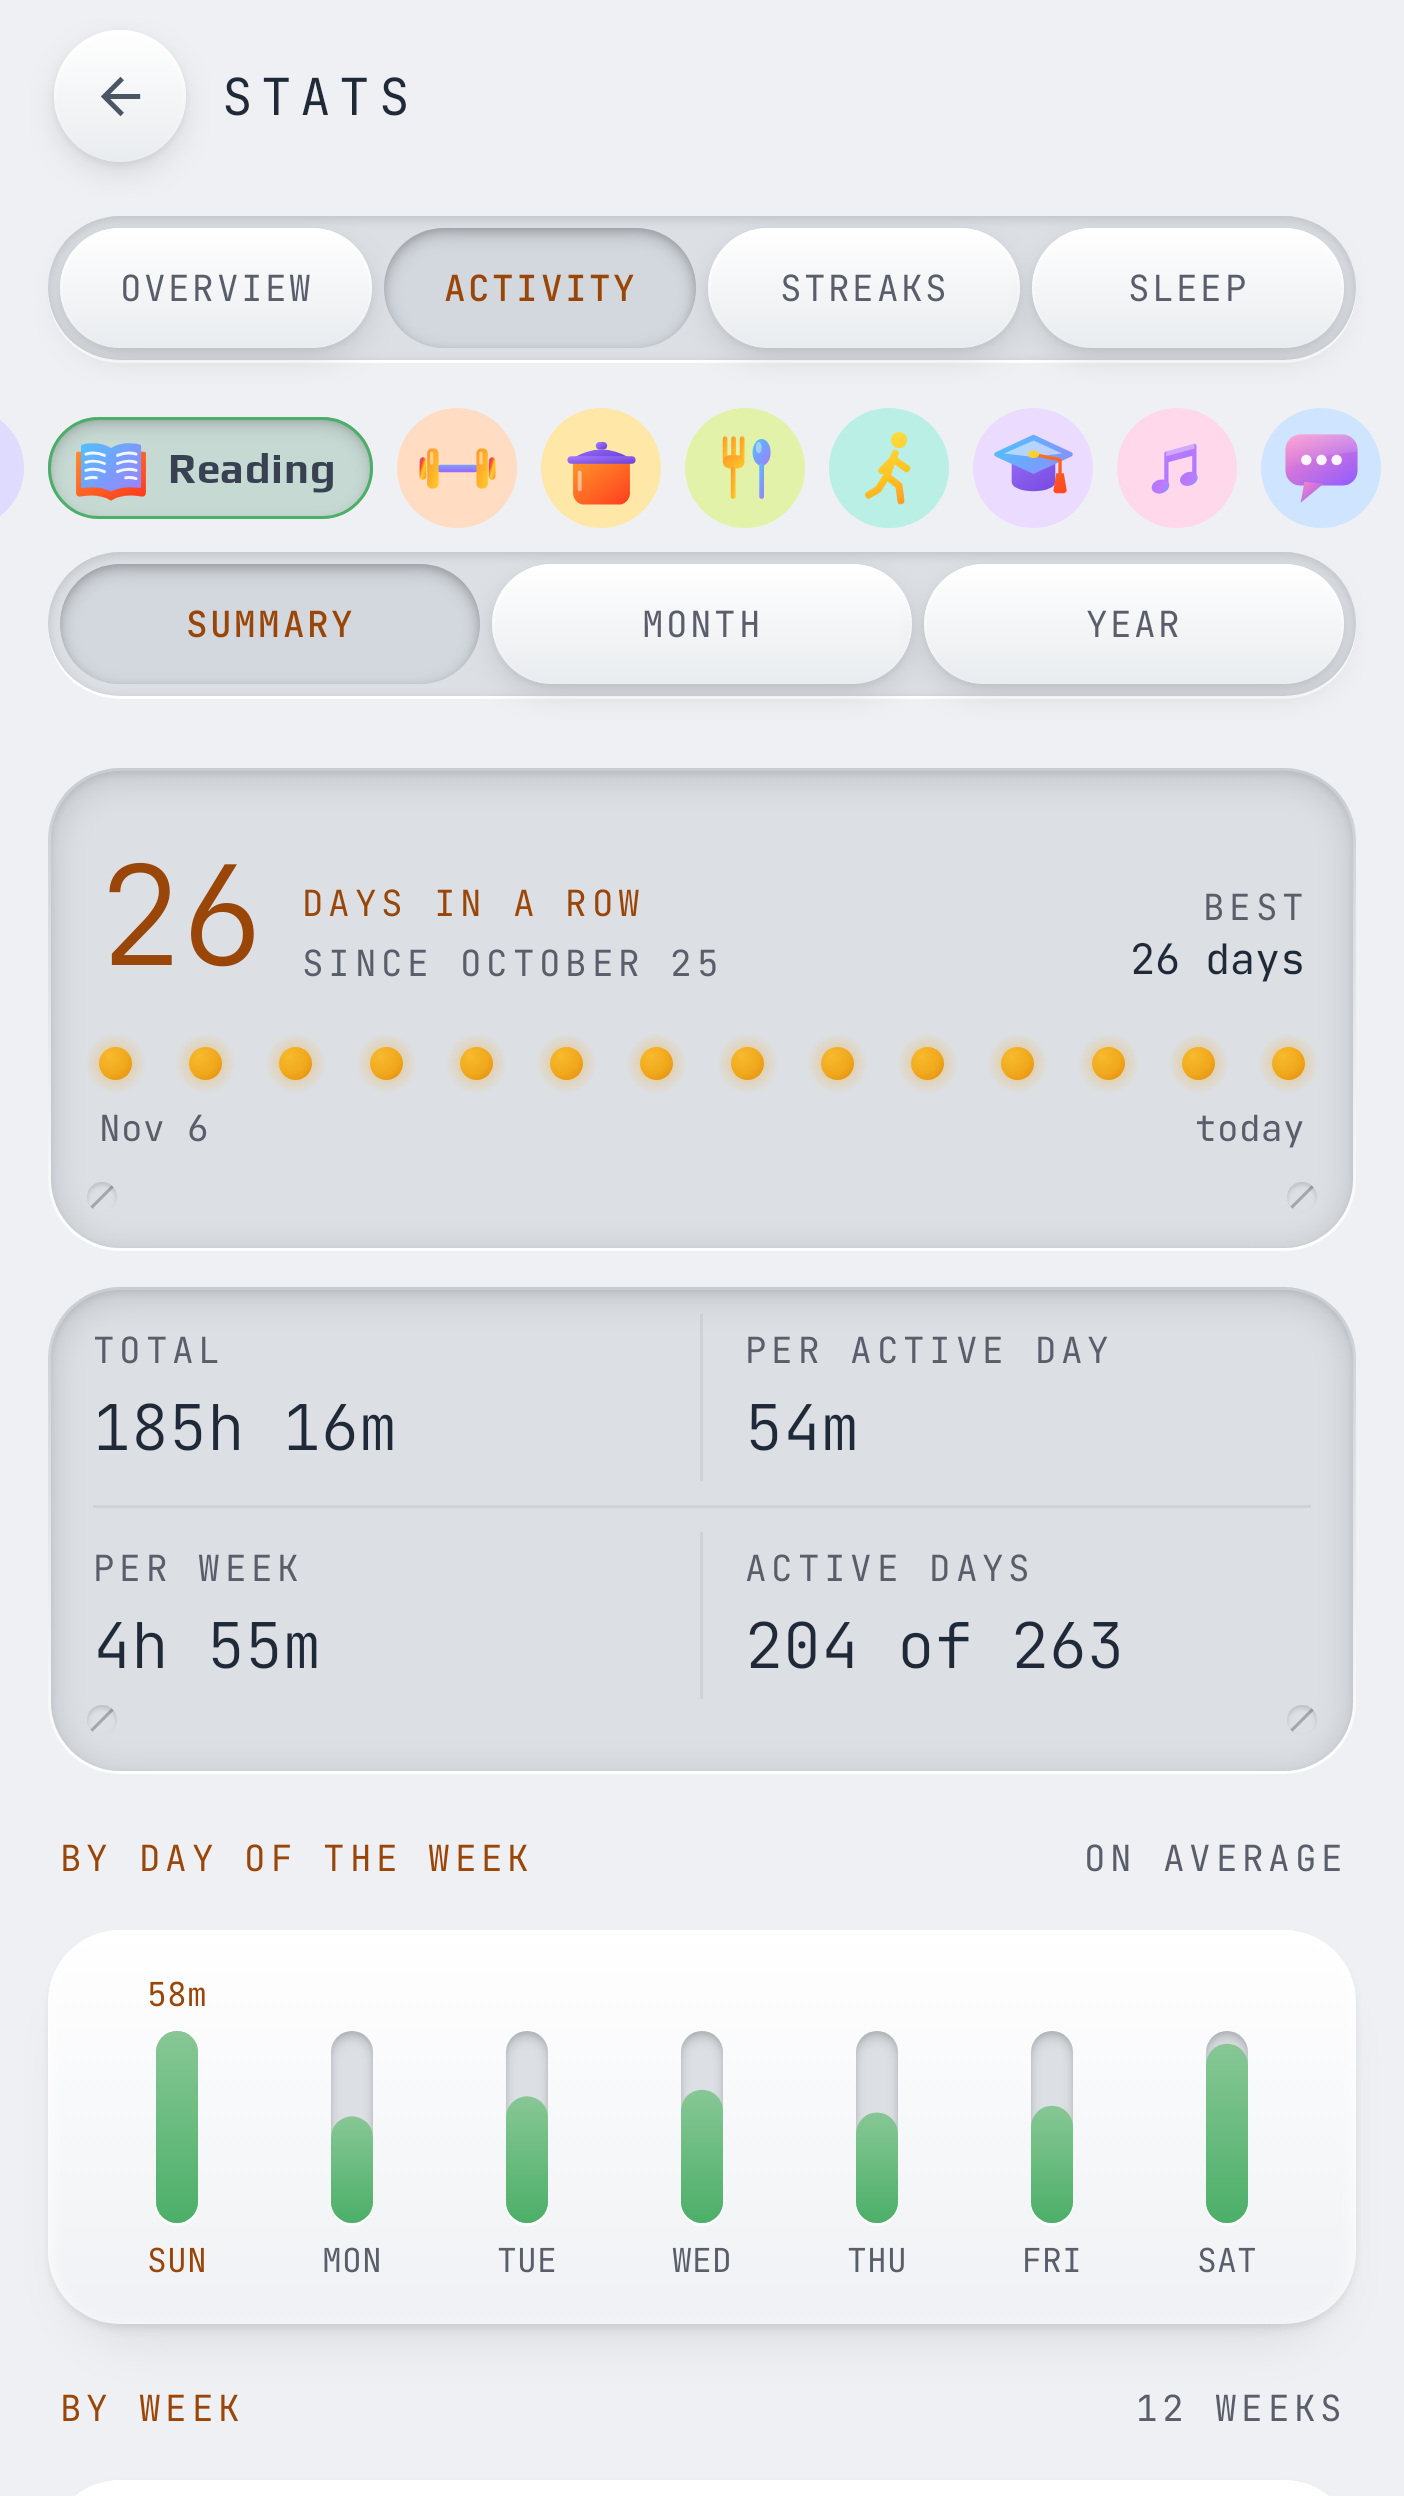 STATS
OVERVIEW ACTIVITY STREAKS SLEEP
Reading
SUMMARY MONTH YEAR
26 DAYS IN A ROW
SINCE OCTOBER 25
BEST
26 days
Nov 6 today
TOTAL PER ACTIVE DAY
185h 16m 54m
PER WEEK ACTIVE DAYS
4h 55m 204 of 263
BY DAY OF THE WEEK ON AVERAGE
58m
SUN MON TUE WED THU FRI SAT
BY WEEK 12 WEEKS